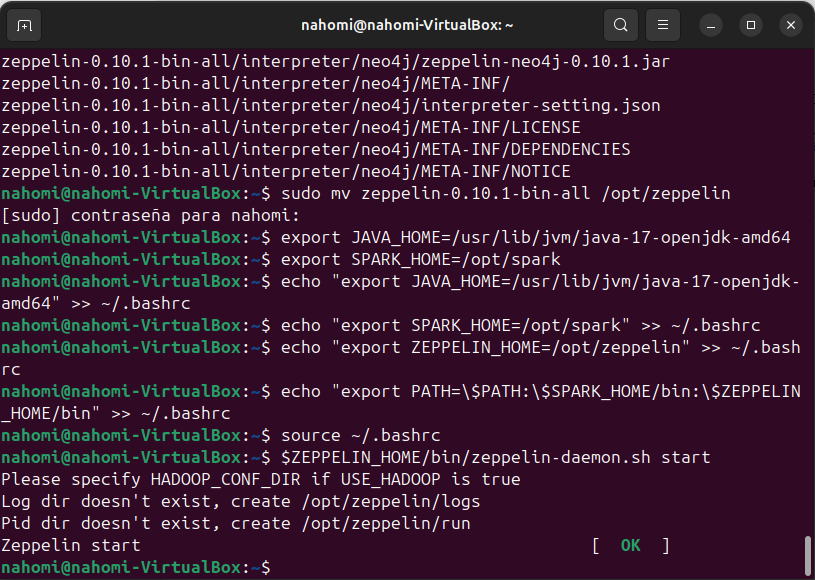 nahomi@nahomi-VirtualBox: ~
zeppelin-0.10.1-bin-all/interpreter/neo4j/zeppelin-neo4j-0.10.1.jar
zeppelin-0.10.1-bin-all/interpreter/neo4j/META-INF/
zeppelin-0.10.1-bin-all/interpreter/neo4j/interpreter-setting.json
zeppelin-0.10.1-bin-all/interpreter/neo4j/META-INF/LICENSE
zeppelin-0.10.1-bin-all/interpreter/neo4j/META-INF/DEPENDENCIES
zeppelin-0.10.1-bin-all/interpreter/neo4j/META-INF/NOTICE
nahomi@nahomi-VirtualBox:~$ sudo mv zeppelin-0.10.1-bin-all /opt/zeppelin
[sudo] contraseña para nahomi:
nahomi@nahomi-VirtualBox:~$ export JAVA_HOME=/usr/lib/jvm/java-17-openjdk-amd64
nahomi@nahomi-VirtualBox:~$ export SPARK_HOME=/opt/spark
nahomi@nahomi-VirtualBox:~$ echo "export JAVA_HOME=/usr/lib/jvm/java-17-openjdk-
amd64" >> ~/.bashrc
nahomi@nahomi-VirtualBox:~$ echo "export SPARK_HOME=/opt/spark" >> ~/.bashrc
nahomi@nahomi-VirtualBox:~$ echo "export ZEPPELIN_HOME=/opt/zeppelin" >> ~/.bash
rc
nahomi@nahomi-VirtualBox:~$ echo "export PATH=\$PATH:\$SPARK_HOME/bin:\$ZEPPELIN
_HOME/bin" >> ~/.bashrc
nahomi@nahomi-VirtualBox:~$ source ~/.bashrc
nahomi@nahomi-VirtualBox:~$ $ZEPPELIN_HOME/bin/zeppelin-daemon.sh start
Please specify HADOOP_CONF_DIR if USE_HADOOP is true
Log dir doesn't exist, create /opt/zeppelin/logs
Pid dir doesn't exist, create /opt/zeppelin/run
Zeppelin start [ OK ]
nahomi@nahomi-VirtualBox:~$